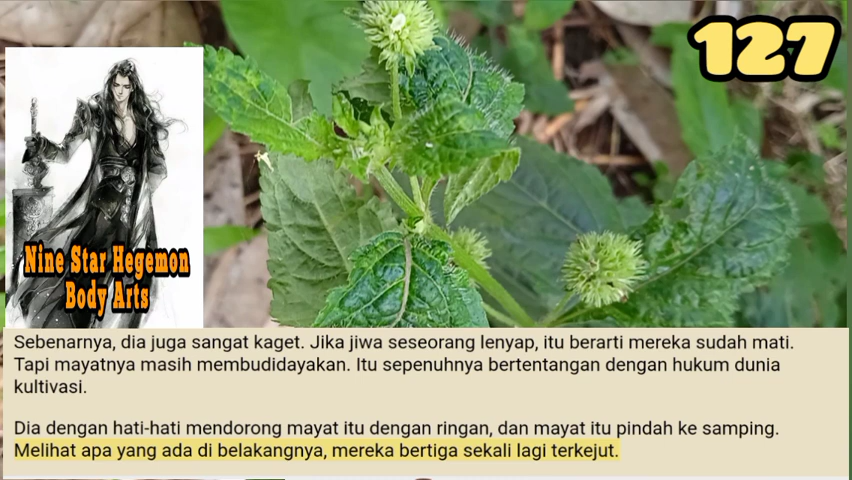 127
Nine Star Hegemon
Body Arts
Sebenarnya, dia juga sangat kaget. Jika jiwa seseorang lenyap, itu berarti mereka sudah mati.
Tapi mayatnya masih membudidayakan. Itu sepenuhnya bertentangan dengan hukum dunia
kultivasi.
Dia dengan hati-hati mendorong mayat itu dengan ringan, dan mayat itu pindah ke samping.
Melihat apa yang ada di belakangnya, mereka bertiga sekali lagi terkejut.